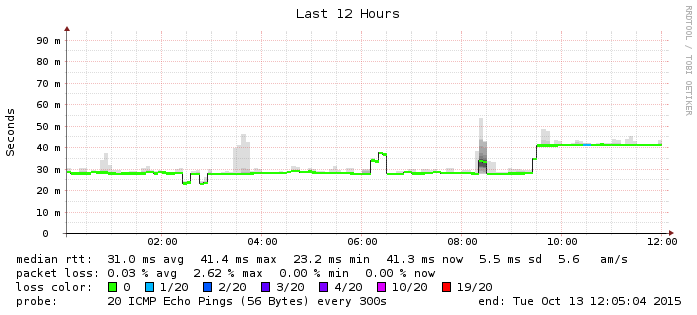 Last 12 Hours
RRDTOOL / TOBI OETIKER
Seconds
90 m
80 m
70 m
60 m
50 m
40 m
30 m
20 m
10 m
0
02:00 04:00 06:00 08:00 10:00 12:00
median rtt: 31.0 ms avg 41.4 ms max 23.2 ms min 41.3 ms now 5.5 ms sd 5.6 am/s
packet loss: 0.03 % avg 2.62 % max 0.00 % min 0.00 % now
loss color: 0 1/20 2/20 3/20 4/20 10/20 19/20
probe: 20 ICMP Echo Pings (56 Bytes) every 300s end: Tue Oct 13 12:05:04 2015